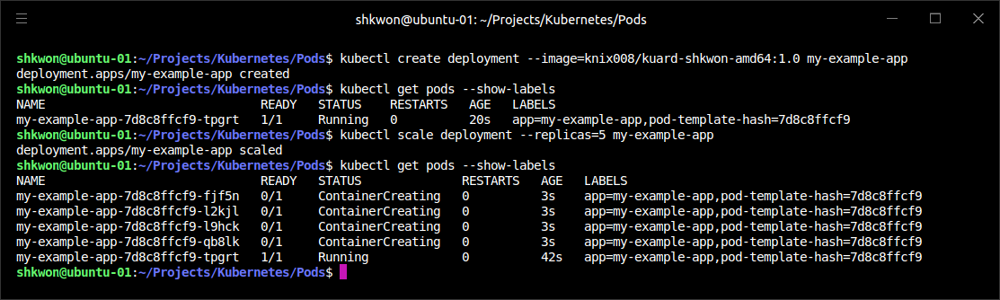 shkwon@ubuntu-01: ~/Projects/Kubernetes/Pods
shkwon@ubuntu-01:~/Projects/Kubernetes/Pods$ kubectl create deployment --image=knix008/kuard-shkwon-amd64:1.0 my-example-app
deployment.apps/my-example-app created
shkwon@ubuntu-01:~/Projects/Kubernetes/Pods$ kubectl get pods --show-labels
NAME                              READY   STATUS    RESTARTS   AGE   LABELS
my-example-app-7d8c8ffcf9-tpgrt   1/1     Running   0          20s   app=my-example-app,pod-template-hash=7d8c8ffcf9
shkwon@ubuntu-01:~/Projects/Kubernetes/Pods$ kubectl scale deployment --replicas=5 my-example-app
deployment.apps/my-example-app scaled
shkwon@ubuntu-01:~/Projects/Kubernetes/Pods$ kubectl get pods --show-labels
NAME                              READY   STATUS              RESTARTS   AGE   LABELS
my-example-app-7d8c8ffcf9-fjf5n   0/1     ContainerCreating   0          3s    app=my-example-app,pod-template-hash=7d8c8ffcf9
my-example-app-7d8c8ffcf9-l2kjl   0/1     ContainerCreating   0          3s    app=my-example-app,pod-template-hash=7d8c8ffcf9
my-example-app-7d8c8ffcf9-l9hck   0/1     ContainerCreating   0          3s    app=my-example-app,pod-template-hash=7d8c8ffcf9
my-example-app-7d8c8ffcf9-qb8lk   0/1     ContainerCreating   0          3s    app=my-example-app,pod-template-hash=7d8c8ffcf9
my-example-app-7d8c8ffcf9-tpgrt   1/1     Running             0          42s   app=my-example-app,pod-template-hash=7d8c8ffcf9
shkwon@ubuntu-01:~/Projects/Kubernetes/Pods$